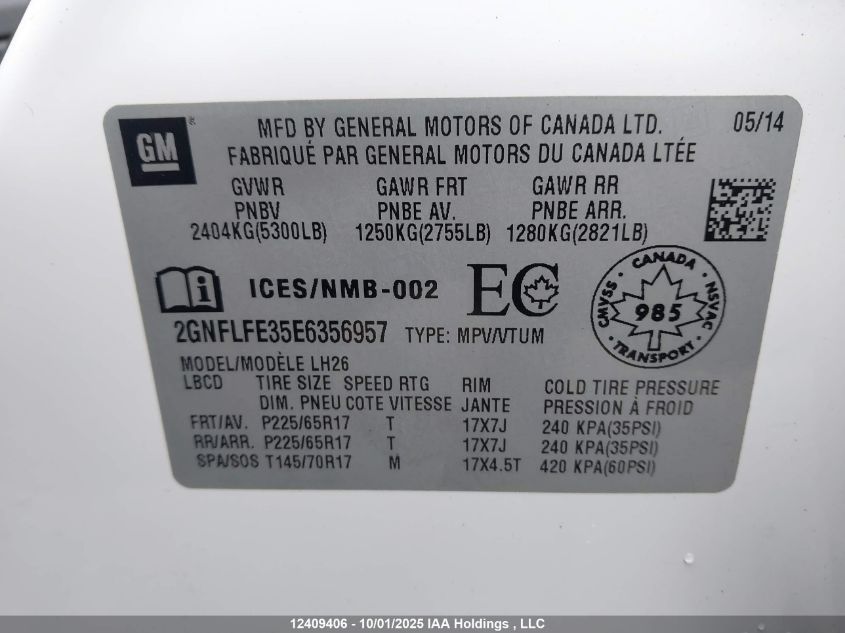 GM ®
MFD BY GENERAL MOTORS OF CANADA LTD. 05/14
FABRIQUÉ PAR GENERAL MOTORS DU CANADA LTÉE
GVWR GAWR FRT GAWR RR
PNBV PNBE AV. PNBE ARR.
2404KG(5300LB) 1250KG(2755LB) 1280KG(2821LB)
i ICES/NMB-002 EC
CANADA
CMVSS 985 NSVAC
TRANSPORT
2GNFLFE35E6356957 TYPE: MPV/VTUM
MODEL/MODÈLE LH26
LBCD TIRE SIZE SPEED RTG RIM COLD TIRE PRESSURE
DIM. PNEU COTE VITESSE JANTE PRESSION À FROID
FRT/AV. P225/65R17 T 17X7J 240 KPA(35PSI)
RR/ARR. P225/65R17 T 17X7J 240 KPA(35PSI)
SPA/SOS T145/70R17 M 17X4.5T 420 KPA(60PSI)
12409406 - 10/01/2025 IAA Holdings , LLC